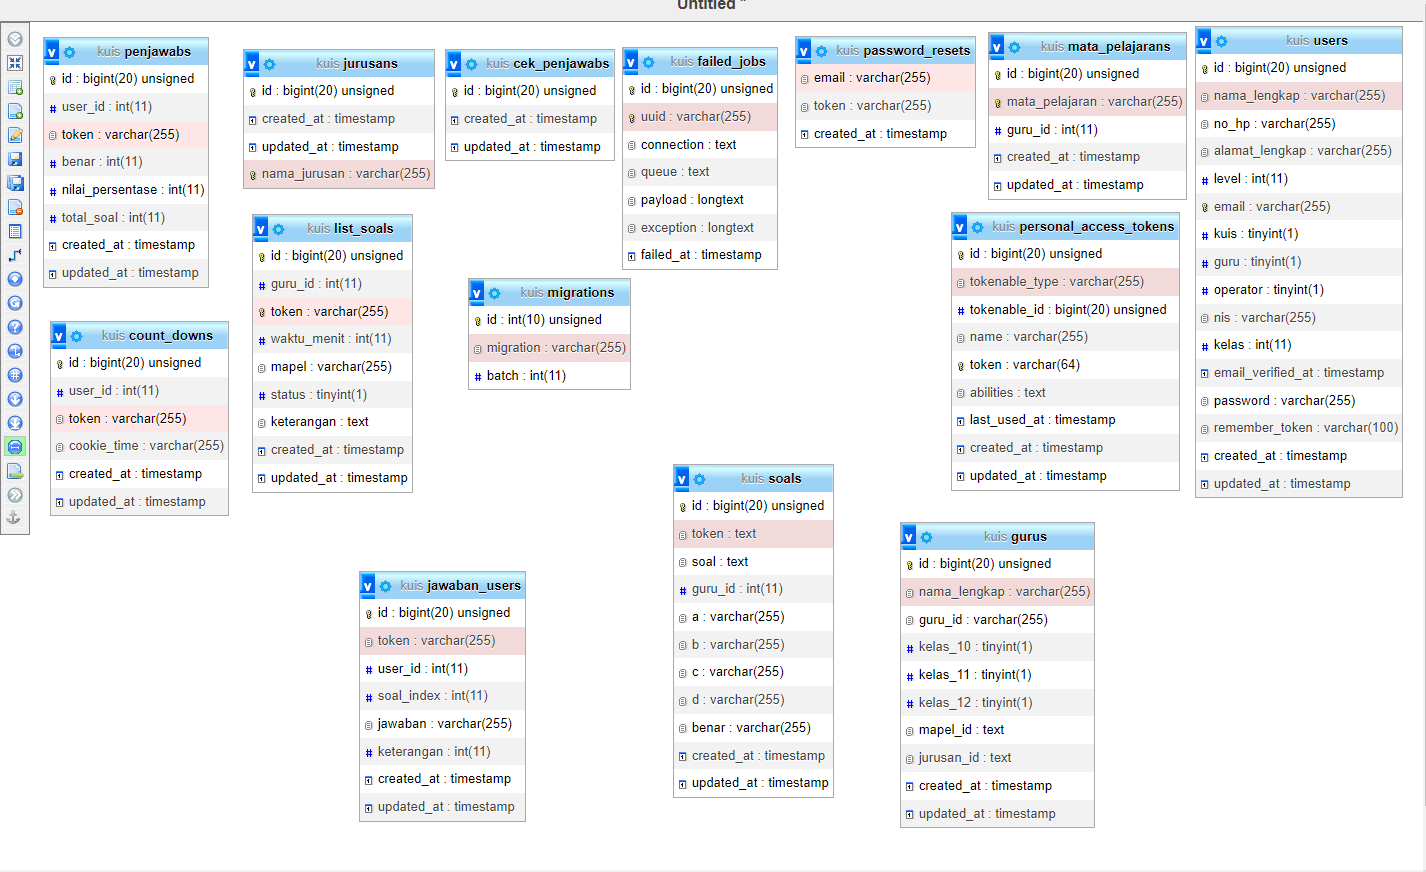 Untitled *
kuis penjawabs
id : bigint(20) unsigned
user_id : int(11)
token : varchar(255)
benar : int(11)
nilai_persentase : int(11)
total_soal : int(11)
created_at : timestamp
updated_at : timestamp
kuis jurusans
id : bigint(20) unsigned
created_at : timestamp
updated_at : timestamp
nama_jurusan : varchar(255)
kuis cek_penjawabs
id : bigint(20) unsigned
created_at : timestamp
updated_at : timestamp
kuis failed_jobs
id : bigint(20) unsigned
uuid : varchar(255)
connection : text
queue : text
payload : longtext
exception : longtext
failed_at : timestamp
kuis password_resets
email : varchar(255)
token : varchar(255)
created_at : timestamp
kuis mata_pelajarans
id : bigint(20) unsigned
mata_pelajaran : varchar(255)
guru_id : int(11)
created_at : timestamp
updated_at : timestamp
kuis users
id : bigint(20) unsigned
nama_lengkap : varchar(255)
no_hp : varchar(255)
alamat_lengkap : varchar(255)
level : int(11)
email : varchar(255)
kuis : tinyint(1)
guru : tinyint(1)
operator : tinyint(1)
nis : varchar(255)
kelas : int(11)
email_verified_at : timestamp
password : varchar(255)
remember_token : varchar(100)
created_at : timestamp
updated_at : timestamp
kuis list_soals
id : bigint(20) unsigned
guru_id : int(11)
token : varchar(255)
waktu_menit : int(11)
mapel : varchar(255)
status : tinyint(1)
keterangan : text
created_at : timestamp
updated_at : timestamp
kuis personal_access_tokens
id : bigint(20) unsigned
tokenable_type : varchar(255)
tokenable_id : bigint(20) unsigned
name : varchar(255)
token : varchar(64)
abilities : text
last_used_at : timestamp
created_at : timestamp
updated_at : timestamp
kuis migrations
id : int(10) unsigned
migration : varchar(255)
batch : int(11)
kuis count_downs
id : bigint(20) unsigned
user_id : int(11)
token : varchar(255)
cookie_time : varchar(255)
created_at : timestamp
updated_at : timestamp
kuis soals
id : bigint(20) unsigned
token : text
soal : text
guru_id : int(11)
a : varchar(255)
b : varchar(255)
c : varchar(255)
d : varchar(255)
benar : varchar(255)
created_at : timestamp
updated_at : timestamp
kuis gurus
id : bigint(20) unsigned
nama_lengkap : varchar(255)
guru_id : varchar(255)
kelas_10 : tinyint(1)
kelas_11 : tinyint(1)
kelas_12 : tinyint(1)
mapel_id : text
jurusan_id : text
created_at : timestamp
updated_at : timestamp
kuis jawaban_users
id : bigint(20) unsigned
token : varchar(255)
user_id : int(11)
soal_index : int(11)
jawaban : varchar(255)
keterangan : int(11)
created_at : timestamp
updated_at : timestamp